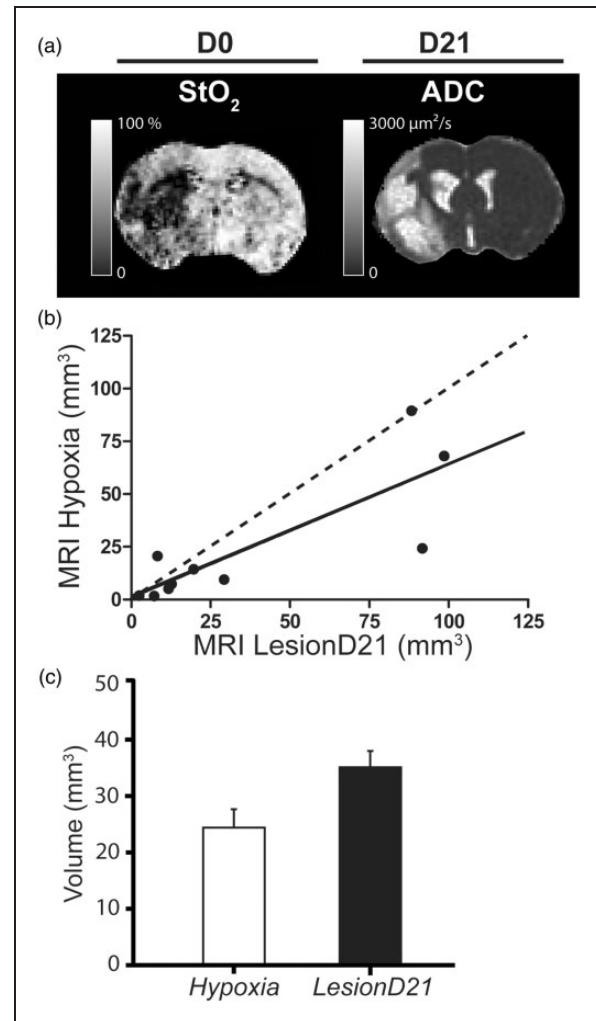 (a) D0 D21
StO₂ ADC
100 % 3000 µm²/s
0 0
(b)
125
100
75
50
25
0
MRI Hypoxia (mm³)
0 25 50 75 100 125
MRI LesionD21 (mm³)
(c)
50
40
30
20
10
0
Volume (mm³)
Hypoxia LesionD21